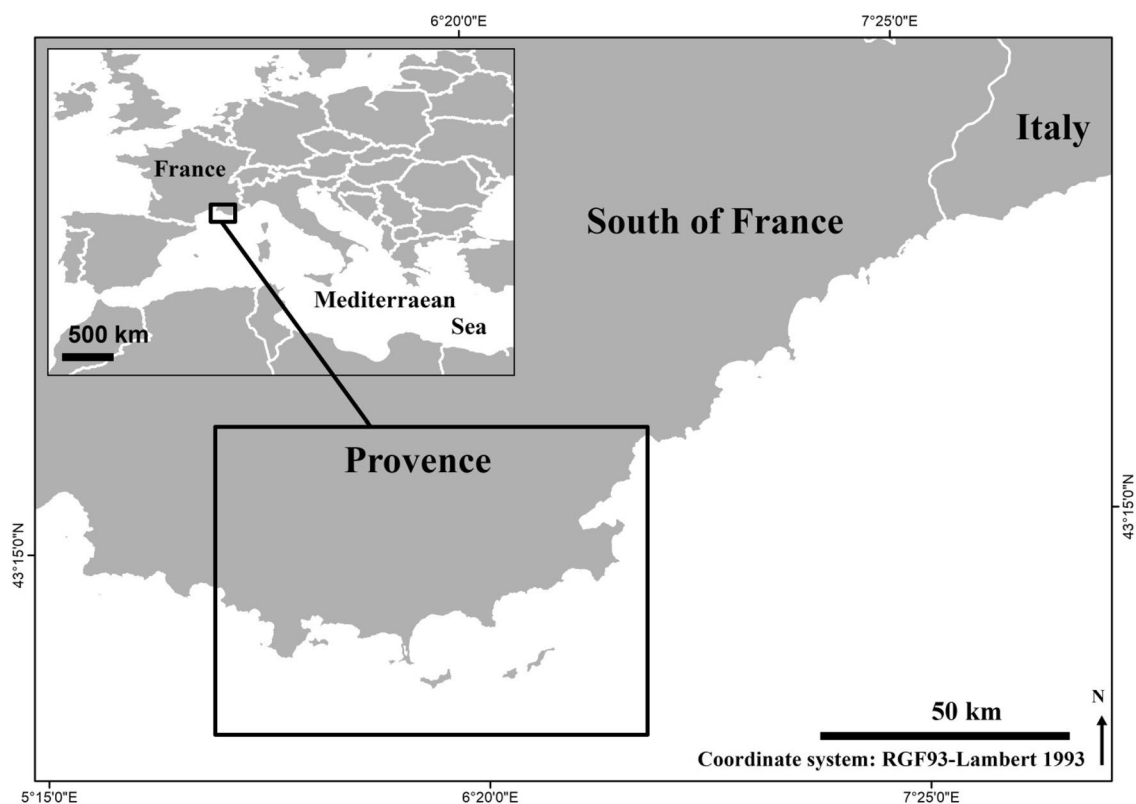 6°20'0"E
7°25'0"E
France
Mediterraean
Sea
500 km
Italy
South of France
Provence
43°15'0"N
43°15'0"N
50 km
N
Coordinate system: RGF93-Lambert 1993
5°15'0"E
6°20'0"E
7°25'0"E